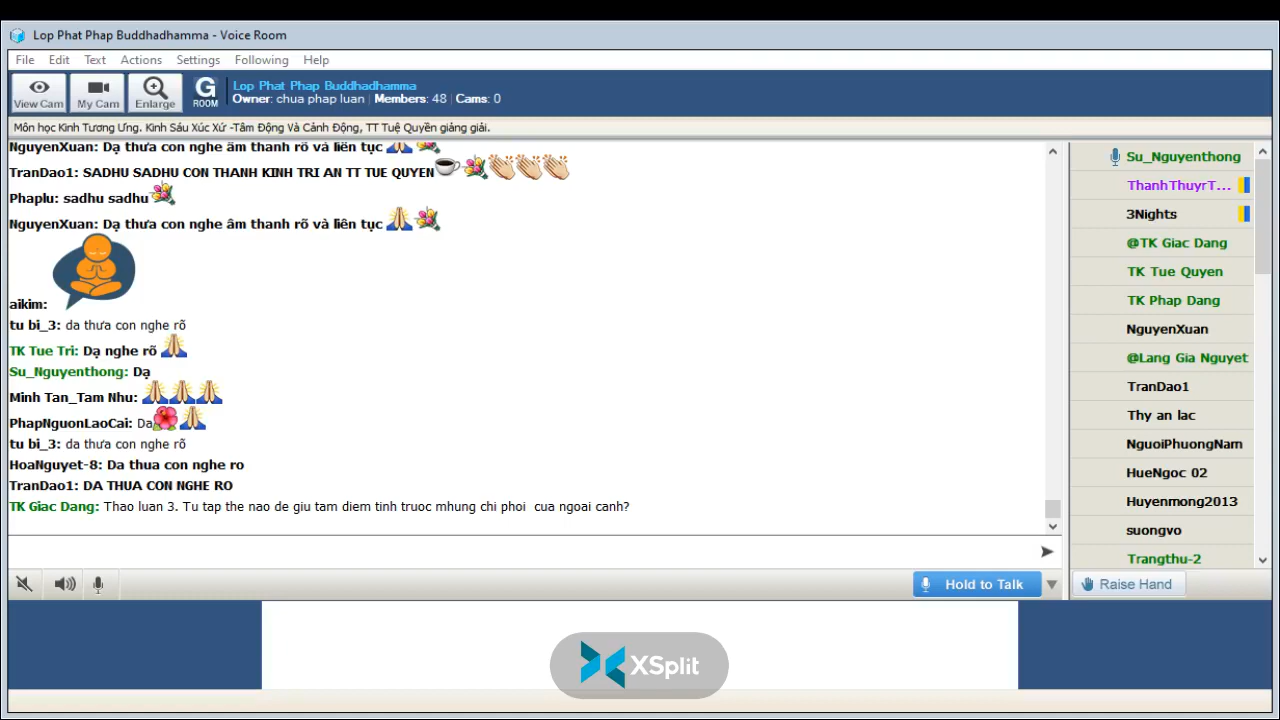 Lop Phat Phap Buddhadhamma - Voice Room
File Edit Text Actions Settings Following Help
View Cam My Cam Enlarge G ROOM
Lop Phat Phap Buddhadhamma
Owner: chua phap luan | Members: 48 | Cams: 0
Môn học Kinh Tương Ưng. Kinh Sáu Xúc Xứ -Tâm Động Và Cảnh Động, TT Tuệ Quyền giảng giải.
NguyenXuan: Dạ thưa con nghe âm thanh rõ và liên tục
TranDao1: SADHU SADHU CON THANH KINH TRI AN TT TUE QUYEN
Phaplu: sadhu sadhu
NguyenXuan: Dạ thưa con nghe âm thanh rõ và liên tục
aikim:
tu bi_3: da thưa con nghe rõ
TK Tue Tri: Dạ nghe rõ
Su_Nguyenthong: Dạ
Minh Tan_Tam Nhu:
PhapNguonLaoCai: Da
tu bi_3: da thưa con nghe rõ
HoaNguyet-8: Da thua con nghe ro
TranDao1: DA THUA CON NGHE RO
TK Giac Dang: Thao luan 3. Tu tap the nao de giu tam diem tinh truoc mhung chi phoi cua ngoai canh?
Su_Nguyenthong
ThanhThuyrT...
3Nights
@TK Giac Dang
TK Tue Quyen
TK Phap Dang
NguyenXuan
@Lang Gia Nguyet
TranDao1
Thy an lac
NguoiPhuongNam
HueNgoc 02
Huyenmong2013
suongvo
Trangthu-2
Hold to Talk
Raise Hand
XSplit